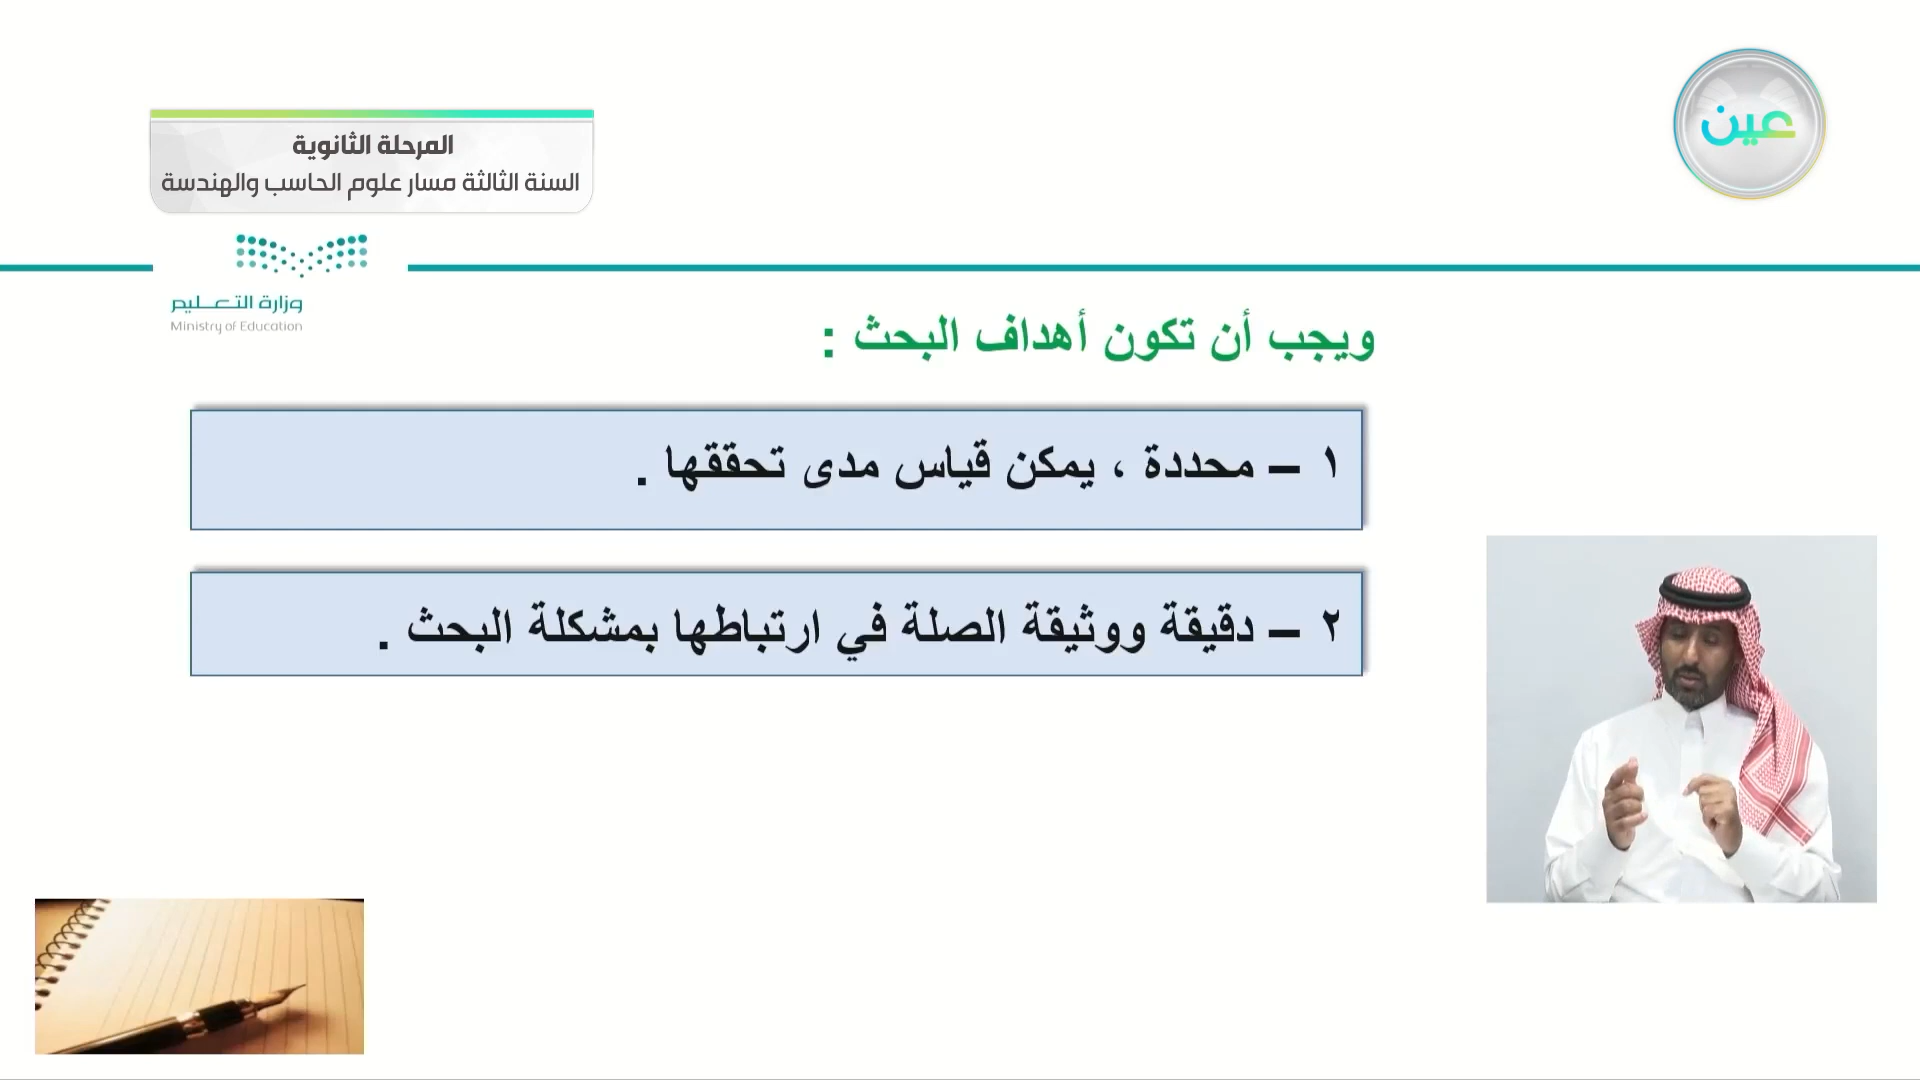 عين
المرحلة الثانوية
السنة الثالثة مسار علوم الحاسب والهندسة
وزارة التعـــليم
Ministry of Education
ويجب أن تكون أهداف البحث :
١ – محددة ، يمكن قياس مدى تحققها .
٢ – دقيقة ووثيقة الصلة في ارتباطها بمشكلة البحث .